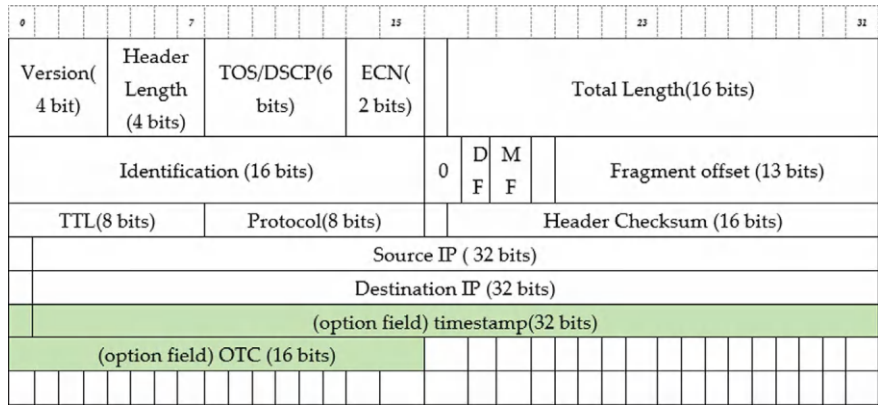 0 7 15 23 31
Version(
4 bit)
Header
Length
(4 bits)
TOS/DSCP(6
bits)
ECN(
2 bits)
Total Length(16 bits)
Identification (16 bits)
0
D
F
M
F
Fragment offset (13 bits)
TTL(8 bits)
Protocol(8 bits)
Header Checksum (16 bits)
Source IP ( 32 bits)
Destination IP (32 bits)
(option field) timestamp(32 bits)
(option field) OTC (16 bits)